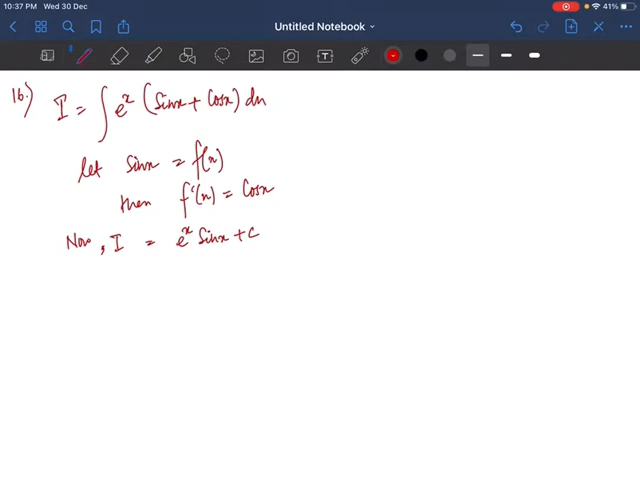 10:37 PM Wed 30 Dec
41%
Untitled Notebook
16.) I = ∫ e^x (Sinx + Cosx) dx
let Sinx = f(x)
then f'(x) = Cosx
Now, I = e^x Sinx + C